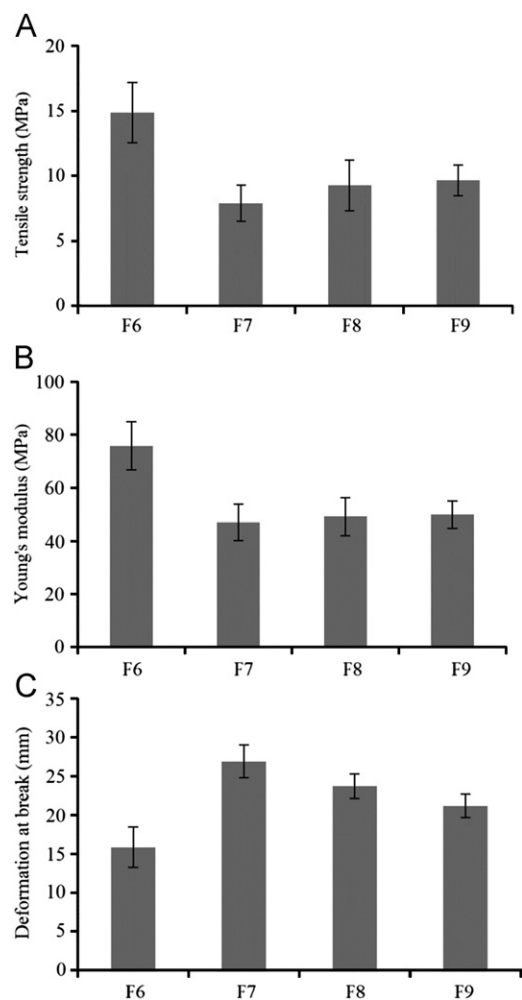 A
Tensile strength (MPa)
20
15
10
5
0
F6 F7 F8 F9
B
Young's modulus (MPa)
100
80
60
40
20
0
F6 F7 F8 F9
C
Deformation at break (mm)
35
30
25
20
15
10
5
0
F6 F7 F8 F9